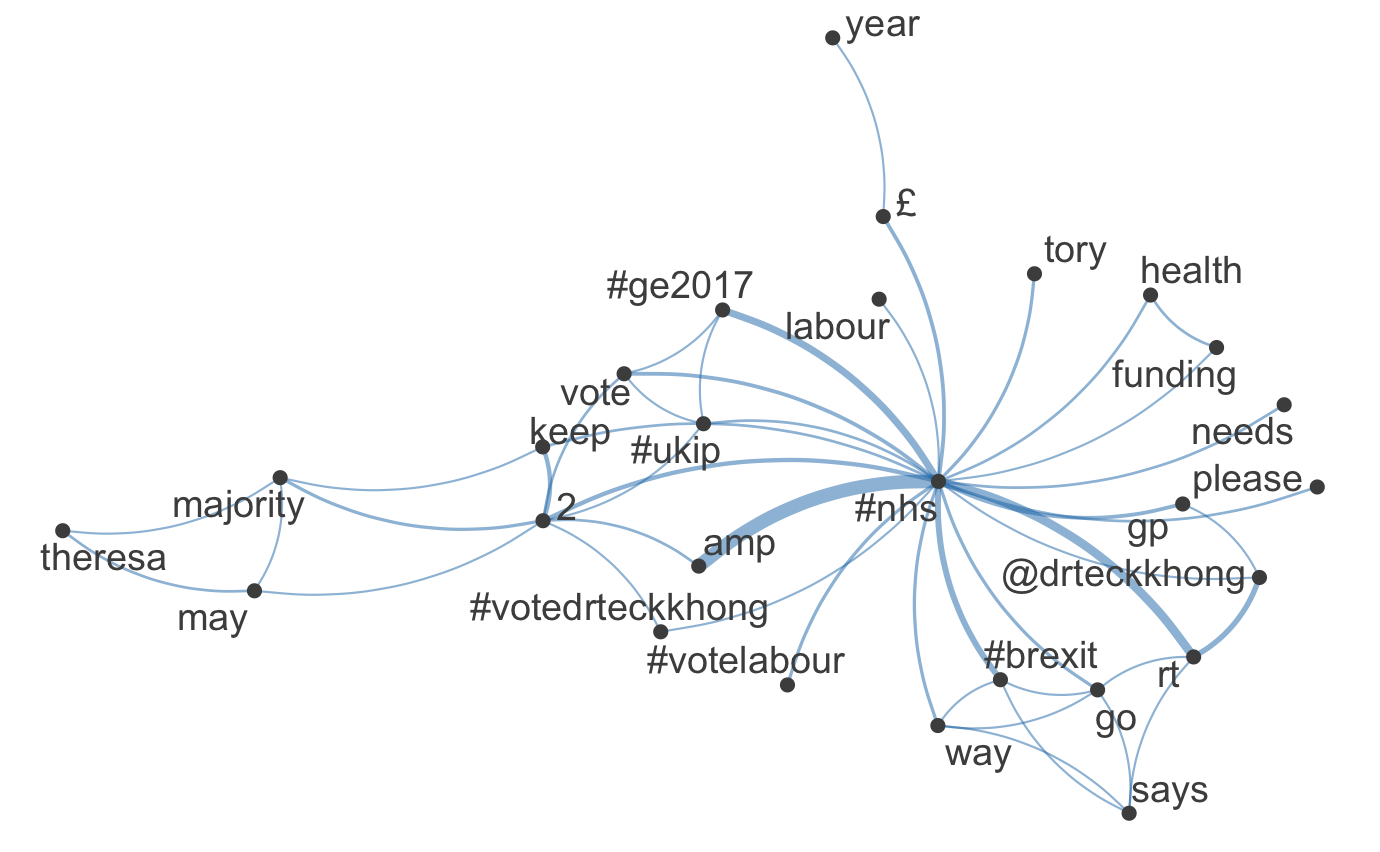 year
£
tory
health
#ge2017
labour
funding
vote
needs
keep
#ukip
please
majority
2
#nhs
gp
theresa
amp
@drteckkhong
may
#votedrteckkhong
#votelabour
#brexit
rt
go
way
says